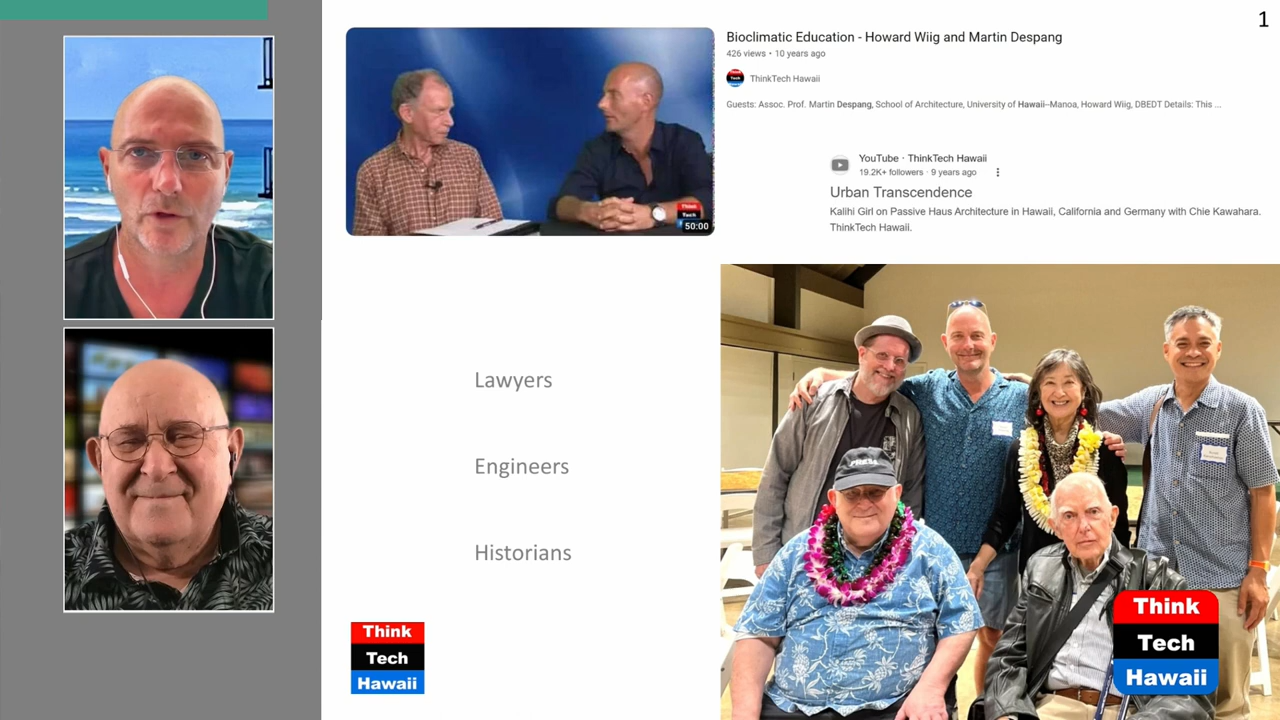 1
Bioclimatic Education - Howard Wiig and Martin Despang
426 views • 10 years ago
ThinkTech Hawaii
Guests: Assoc. Prof. Martin Despang, School of Architecture, University of Hawaii–Manoa, Howard Wiig, DBEDT Details: This ...
Think
Tech
50:00
YouTube · ThinkTech Hawaii
19.2K+ followers · 9 years ago
Urban Transcendence
Kalihi Girl on Passive Haus Architecture in Hawaii, California and Germany with Chie Kawahara.
ThinkTech Hawaii.
Lawyers
Engineers
Historians
PRESS
Think
Tech
Hawaii
Think
Tech
Hawaii